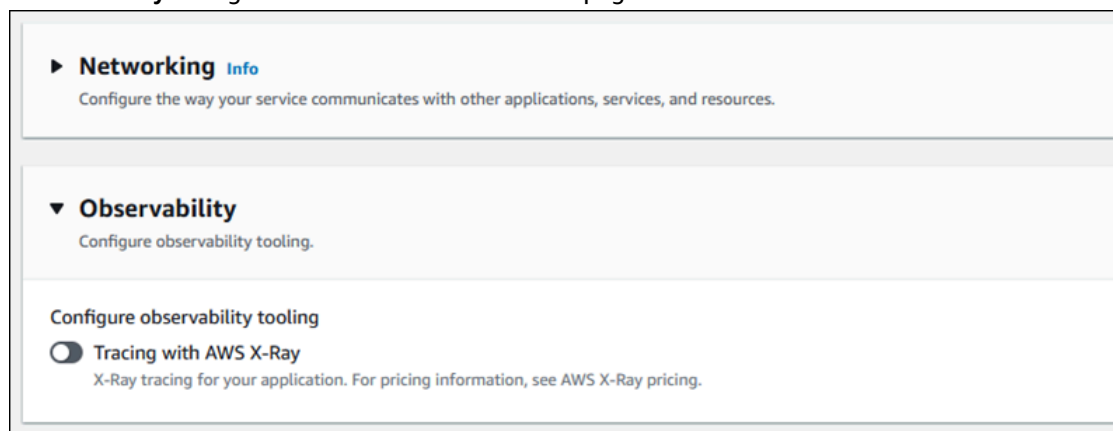 Networking Info
Configure the way your service communicates with other applications, services, and resources.
Observability
Configure observability tooling.
Configure observability tooling
Tracing with AWS X-Ray
X-Ray tracing for your application. For pricing information, see AWS X-Ray pricing.